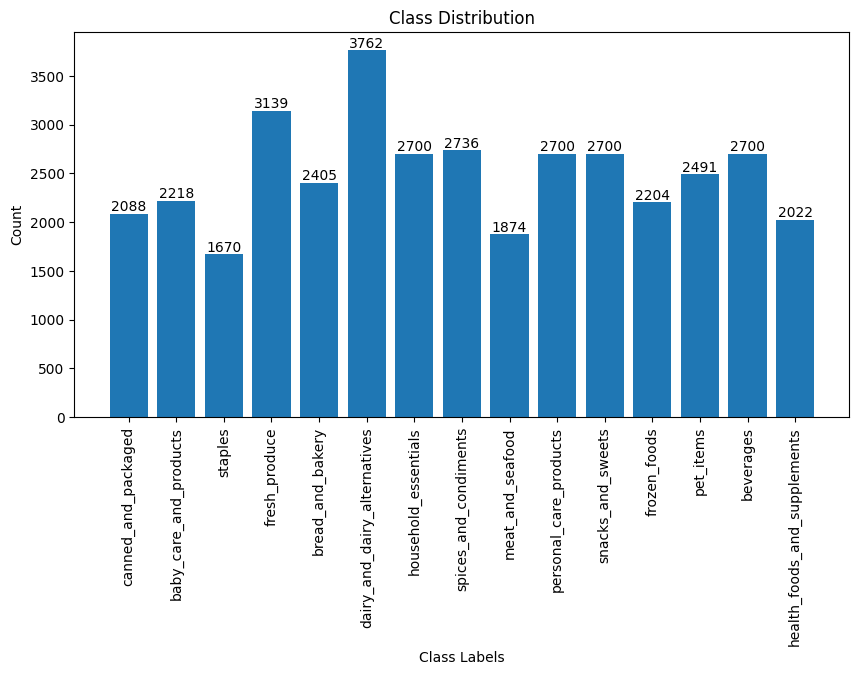 Class Distribution
3762
3500
3139
3000
2736
2700
2700
2700
2700
2491
2500
2405
2218
2204
2088
2022
2000
1874
1670
1500
1000
500
0
Count
canned_and_packaged
baby_care_and_products
staples
fresh_produce
bread_and_bakery
dairy_and_dairy_alternatives
household_essentials
spices_and_condiments
meat_and_seafood
personal_care_products
snacks_and_sweets
frozen_foods
pet_items
beverages
health_foods_and_supplements
Class Labels